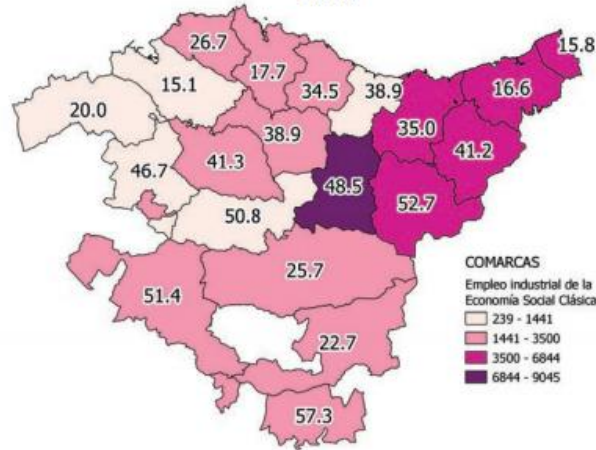 26.7
15.8
17.7
16.6
15.1
34.5
38.9
20.0
35.0
38.9
41.2
41.3
46.7
48.5
50.8
52.7
25.7
51.4
22.7
57.3
COMARCAS
Empleo industrial de la
Economía Social Clásica
239 - 1441
1441 - 3500
3500 - 6844
6844 - 9045